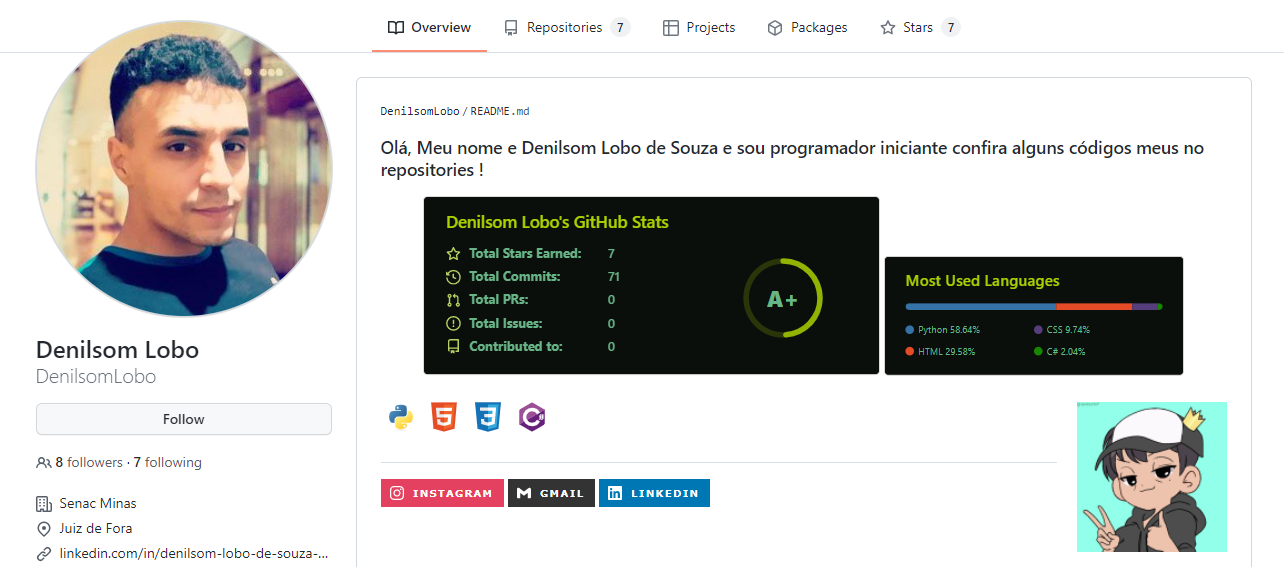 Overview
Repositories 7
Projects
Packages
Stars 7
DenilsomLobo / README.md
Olá, Meu nome e Denilsom Lobo de Souza e sou programador iniciante confira alguns códigos meus no
repositories !
Denilsom Lobo's GitHub Stats
Total Stars Earned: 7
Total Commits: 71
Total PRs: 0
Total Issues: 0
Contributed to: 0
A+
Most Used Languages
Python 58.64%
CSS 9.74%
HTML 29.58%
C# 2.04%
INSTAGRAM
GMAIL
LINKEDIN
Denilsom Lobo
DenilsomLobo
Follow
8 followers · 7 following
Senac Minas
Juiz de Fora
linkedin.com/in/denilsom-lobo-de-souza-...